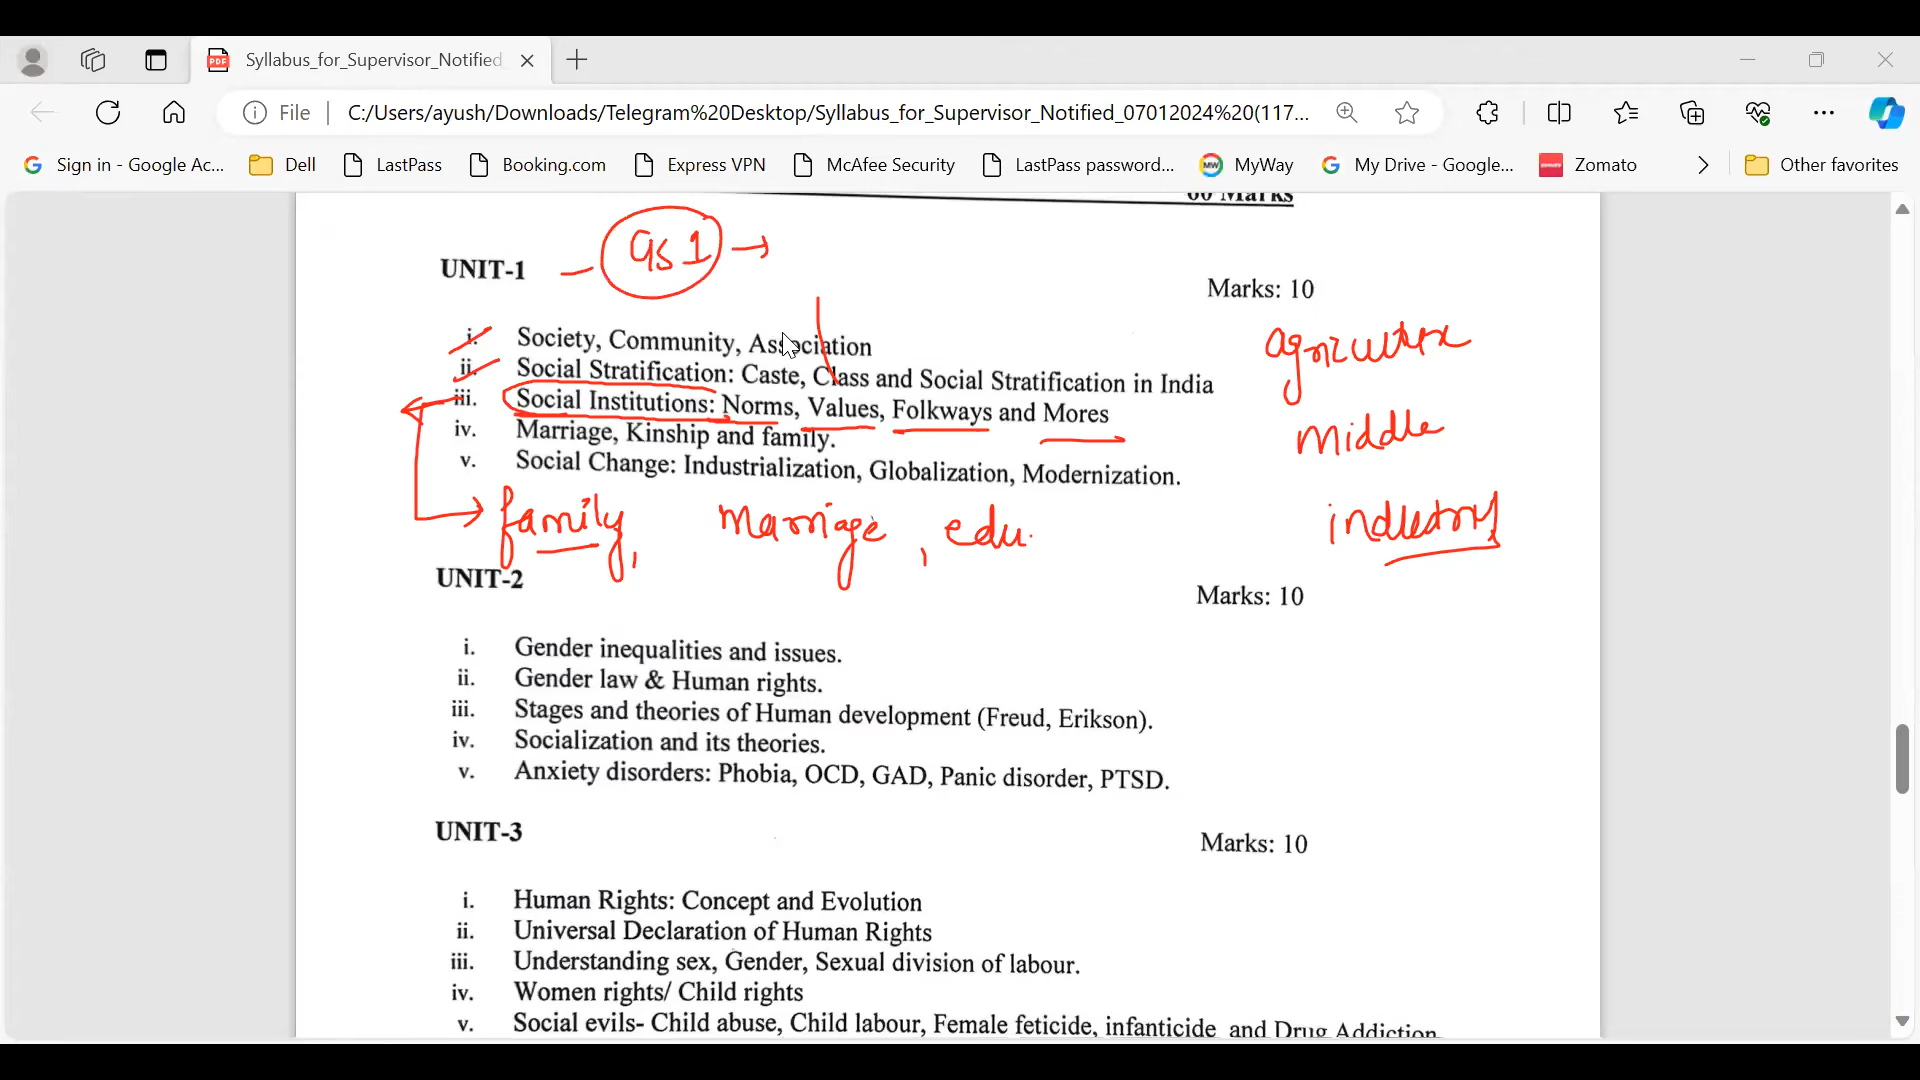 Syllabus_for_Supervisor_Notified
File C:/Users/ayush/Downloads/Telegram%20Desktop/Syllabus_for_Supervisor_Notified_07012024%20(117...
Sign in - Google Ac... Dell LastPass Booking.com Express VPN McAfee Security LastPass password... MyWay My Drive - Google... Zomato Other favorites
60 Marks
UNIT-1 - GS 1 →
Marks: 10
i. Society, Community, Association
agriculture
ii. Social Stratification: Caste, Class and Social Stratification in India
iii. Social Institutions: Norms, Values, Folkways and Mores
middle
iv. Marriage, Kinship and family.
v. Social Change: Industrialization, Globalization, Modernization.
family, marriage, edu.
industry
UNIT-2
Marks: 10
i. Gender inequalities and issues.
ii. Gender law & Human rights.
iii. Stages and theories of Human development (Freud, Erikson).
iv. Socialization and its theories.
v. Anxiety disorders: Phobia, OCD, GAD, Panic disorder, PTSD.
UNIT-3
Marks: 10
i. Human Rights: Concept and Evolution
ii. Universal Declaration of Human Rights
iii. Understanding sex, Gender, Sexual division of labour.
iv. Women rights/ Child rights
v. Social evils- Child abuse, Child labour, Female feticide, infanticide and Drug Addiction